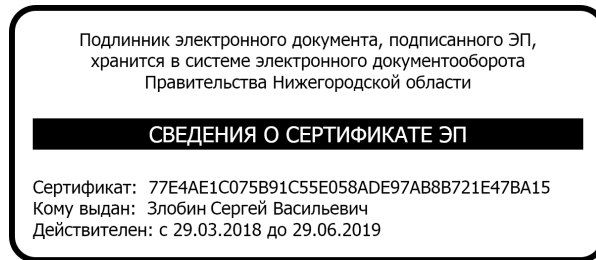 Подлинник электронного документа, подписанного ЭП,
хранится в системе электронного документооборота
Правительства Нижегородской области
СВЕДЕНИЯ О СЕРТИФИКАТЕ ЭП
Сертификат: 77E4AE1C075B91C55E058ADE97AB8B721E47BA15
Кому выдан: Злобин Сергей Васильевич
Действителен: с 29.03.2018 до 29.06.2019